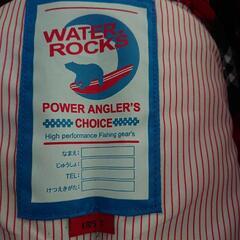 WATER
ROCKS
POWER ANGLER'S
CHOICE
High performance Fishing gear's
なまえ:
じゅうしょ:
TEL:
けつえきがた: